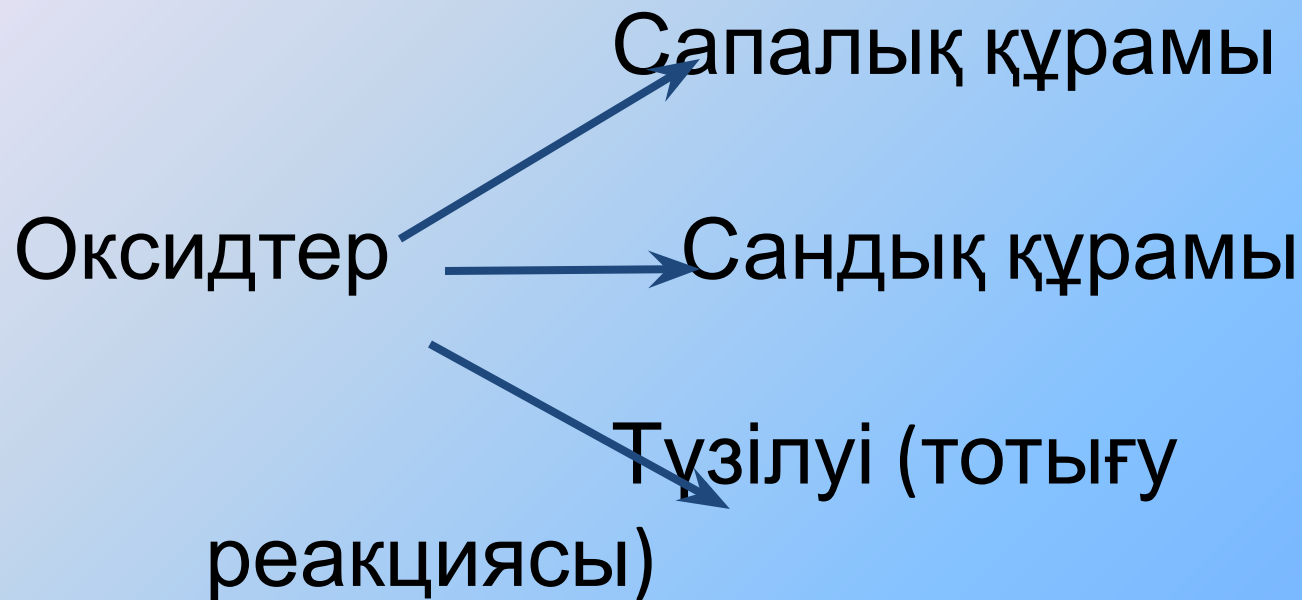 Сапалық құрамы
Оксидтер Сандық құрамы
Түзілуі (тотығу
реакциясы)